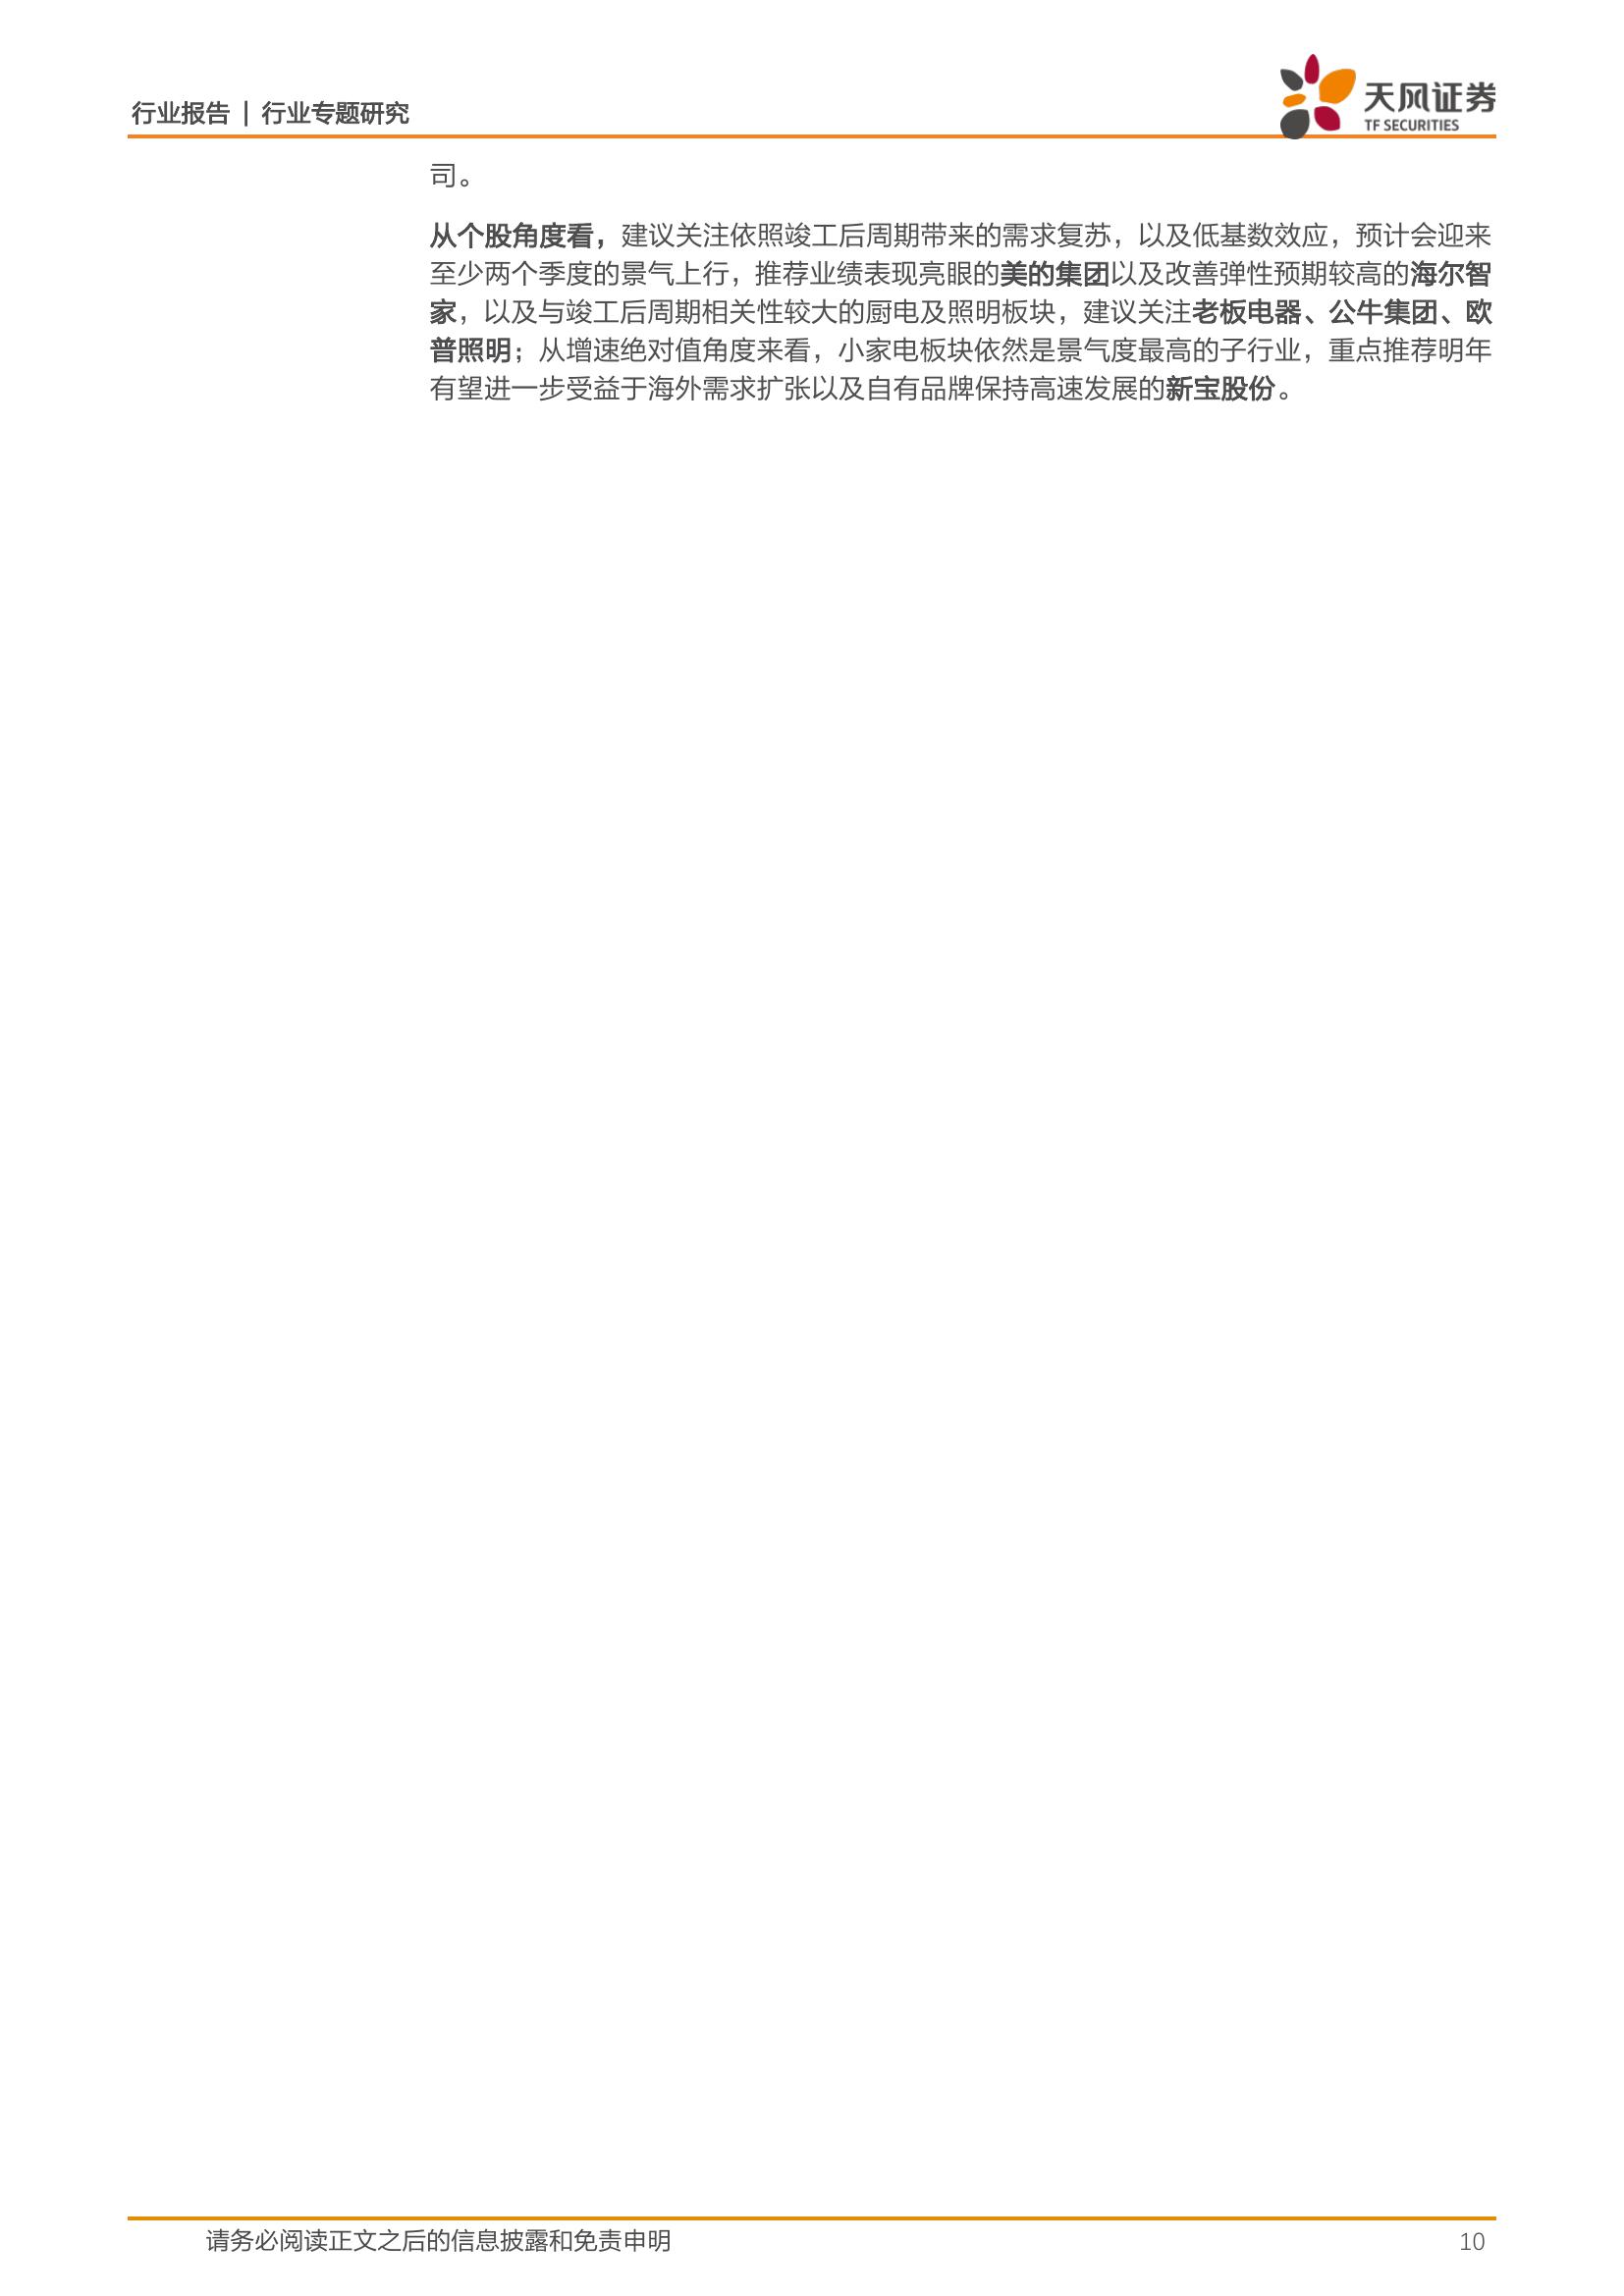 行业报告 | 行业专题研究
天风证券
TF SECURITIES
司。
从个股角度看，建议关注依照竣工后周期带来的需求复苏，以及低基数效应，预计会迎来
至少两个季度的景气上行，推荐业绩表现亮眼的美的集团以及改善弹性预期较高的海尔智
家，以及与竣工后周期相关性较大的厨电及照明板块，建议关注老板电器、公牛集团、欧
普照明；从增速绝对值角度来看，小家电板块依然是景气度最高的子行业，重点推荐明年
有望进一步受益于海外需求扩张以及自有品牌保持高速发展的新宝股份。
请务必阅读正文之后的信息披露和免责申明
10